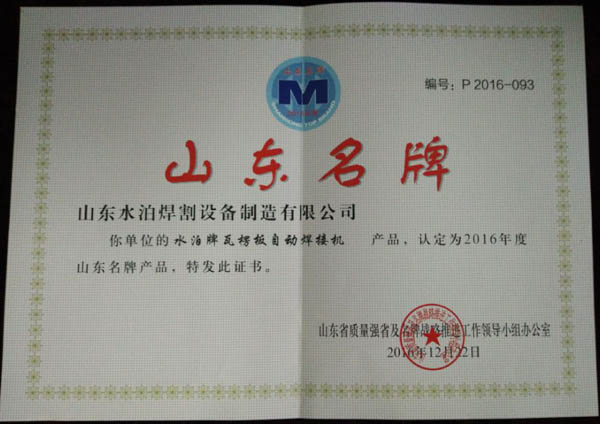 编号：P 2016-093
M
山东名牌
山东水泊焊割设备制造有限公司
你单位的水泊牌瓦楞板自动焊接机 产品，认定为2016年度
山东名牌产品，特发此证书。
山东省质量强省及名牌战略推进工作领导小组办公室
2016年12月22日